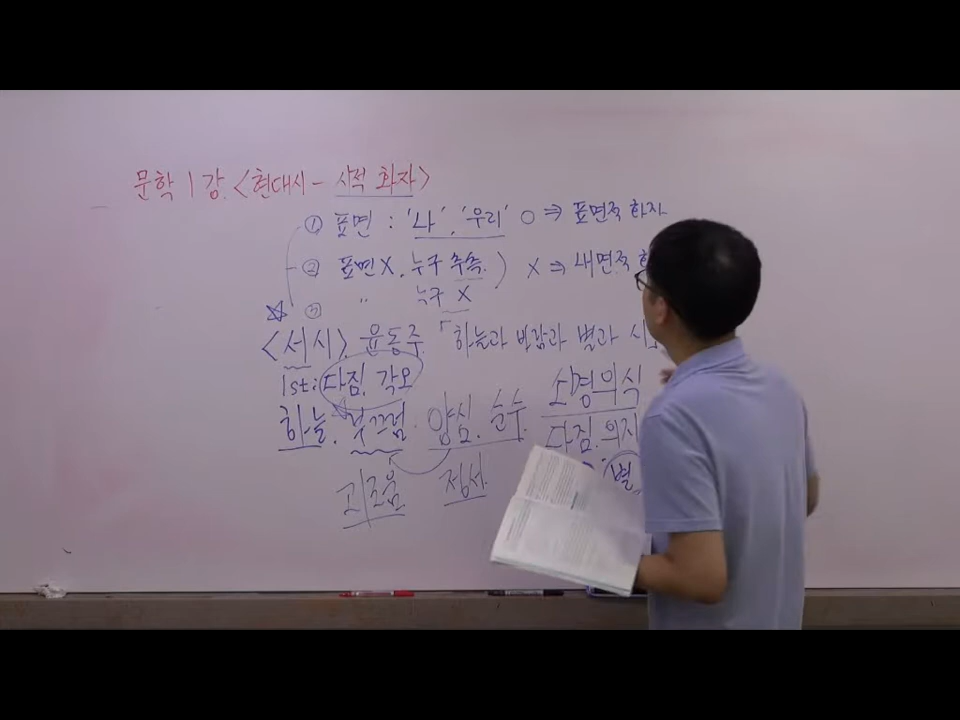 문학 1강 <현대시 - 시적 화자>
① 표면 : '나', '우리' ○ ⇒ 표면적 화자
② 표면 X, 누구 추측 ) X ⇒ 내면적
③ " 누구 X
<서시> 윤동주 「하늘과 바람과 별과
1st: 다짐, 각오
하늘. 부끄럼. 양심. 순수
소명의식
다짐. 의지
괴로움 정서
별